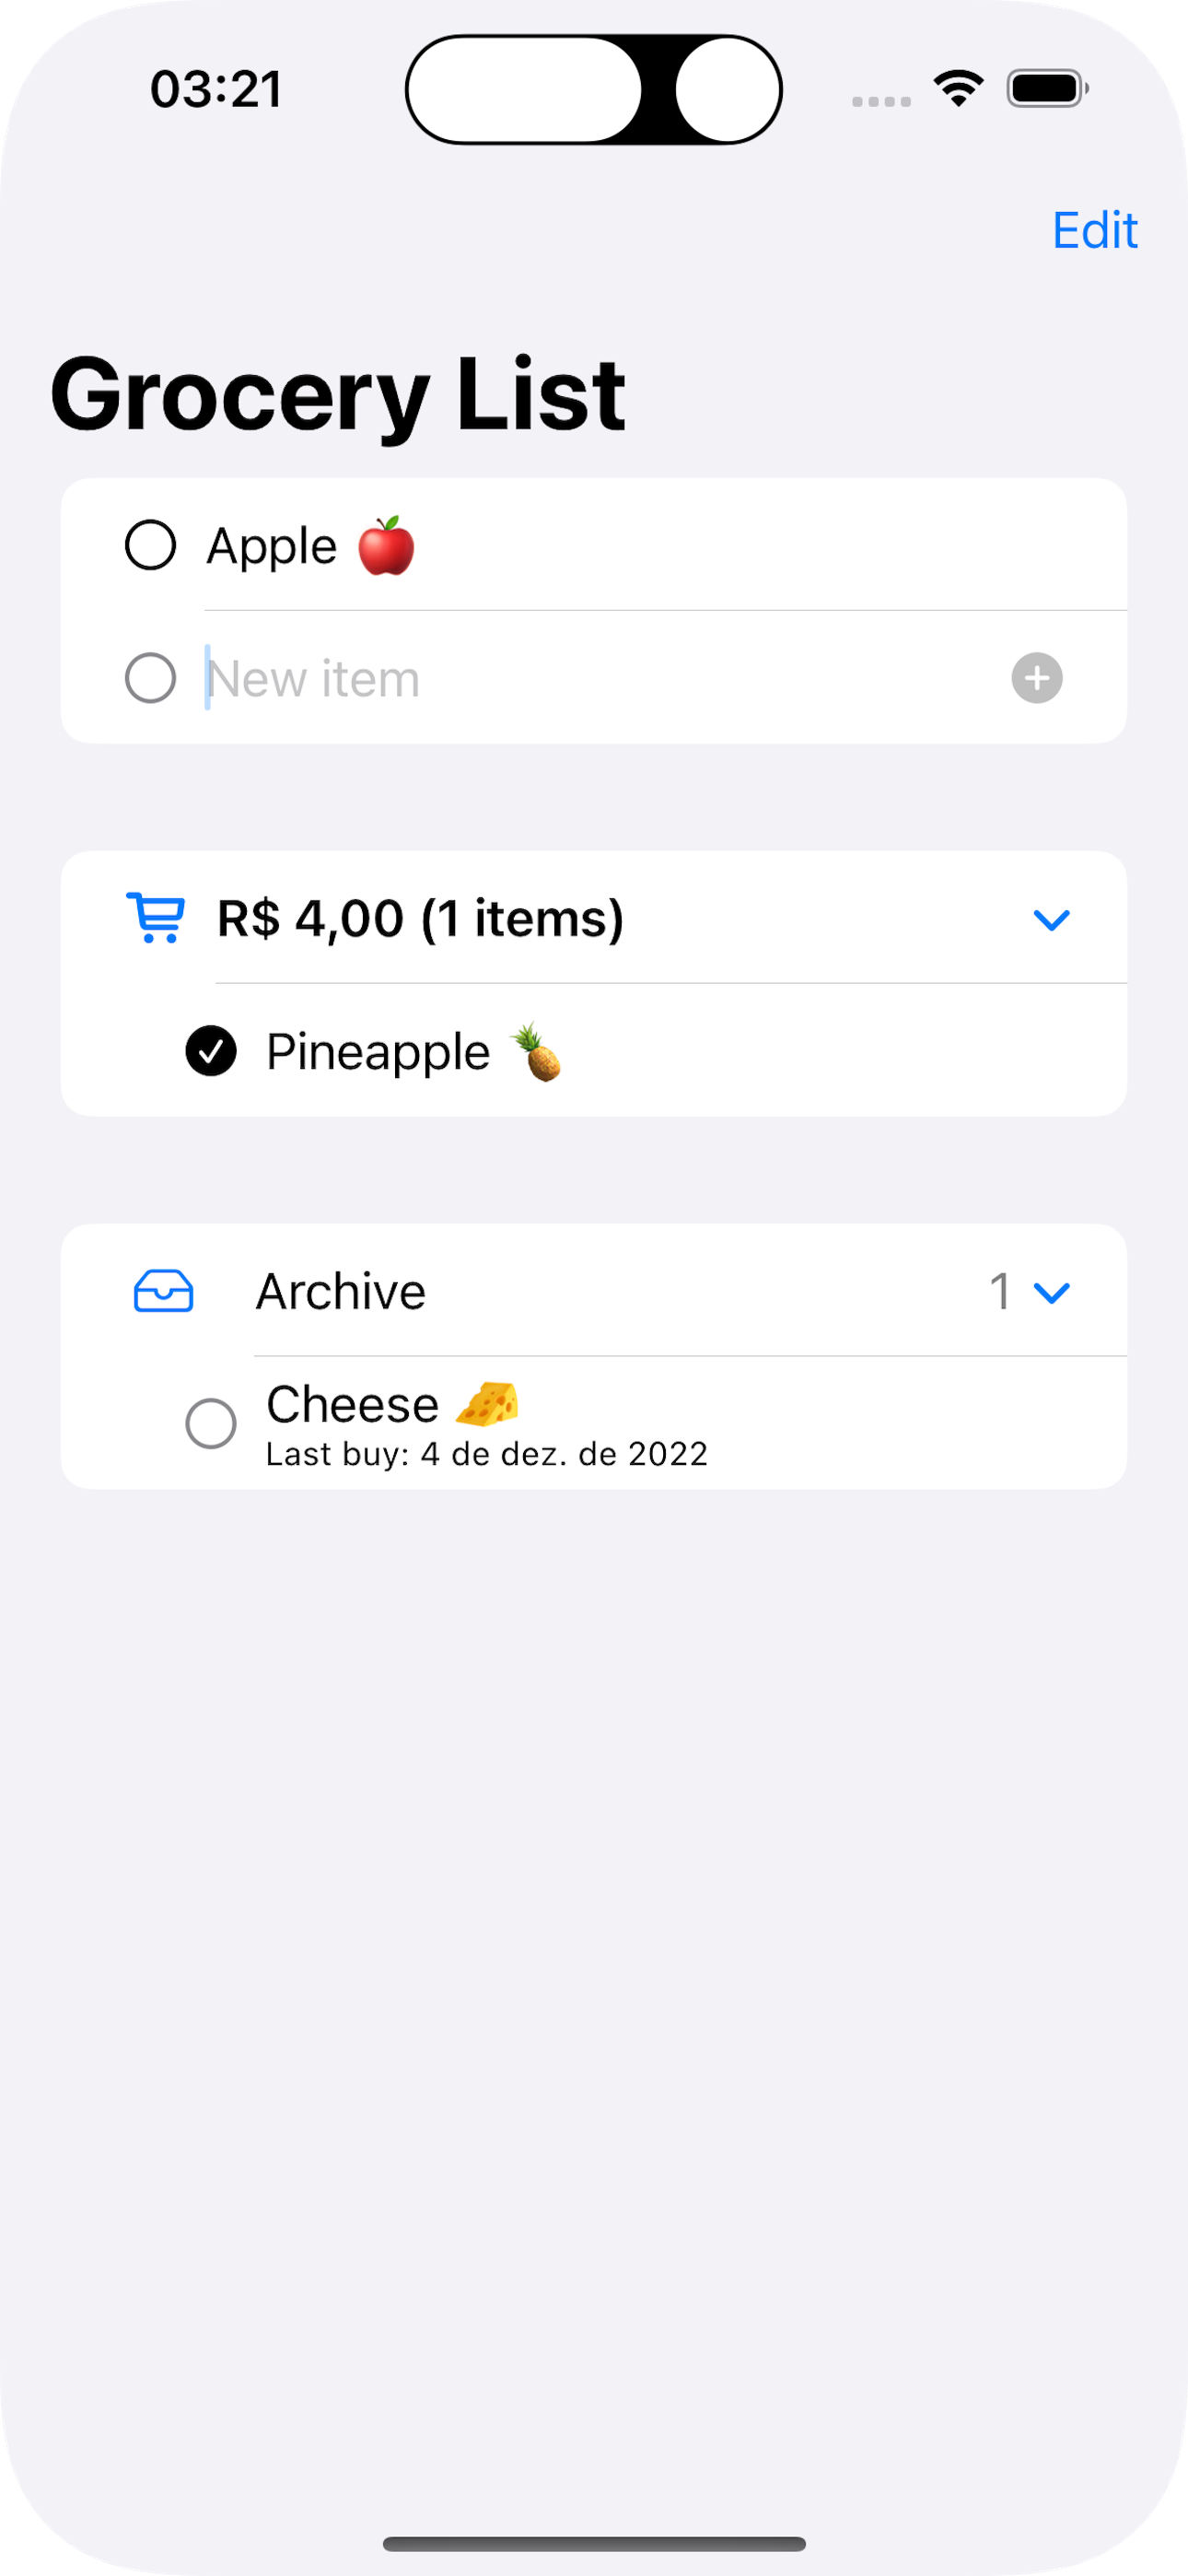 03:21
Edit
Grocery List
Apple 🍎
New item
R$ 4,00 (1 items)
Pineapple 🍍
Archive 1
Cheese 🧀
Last buy: 4 de dez. de 2022